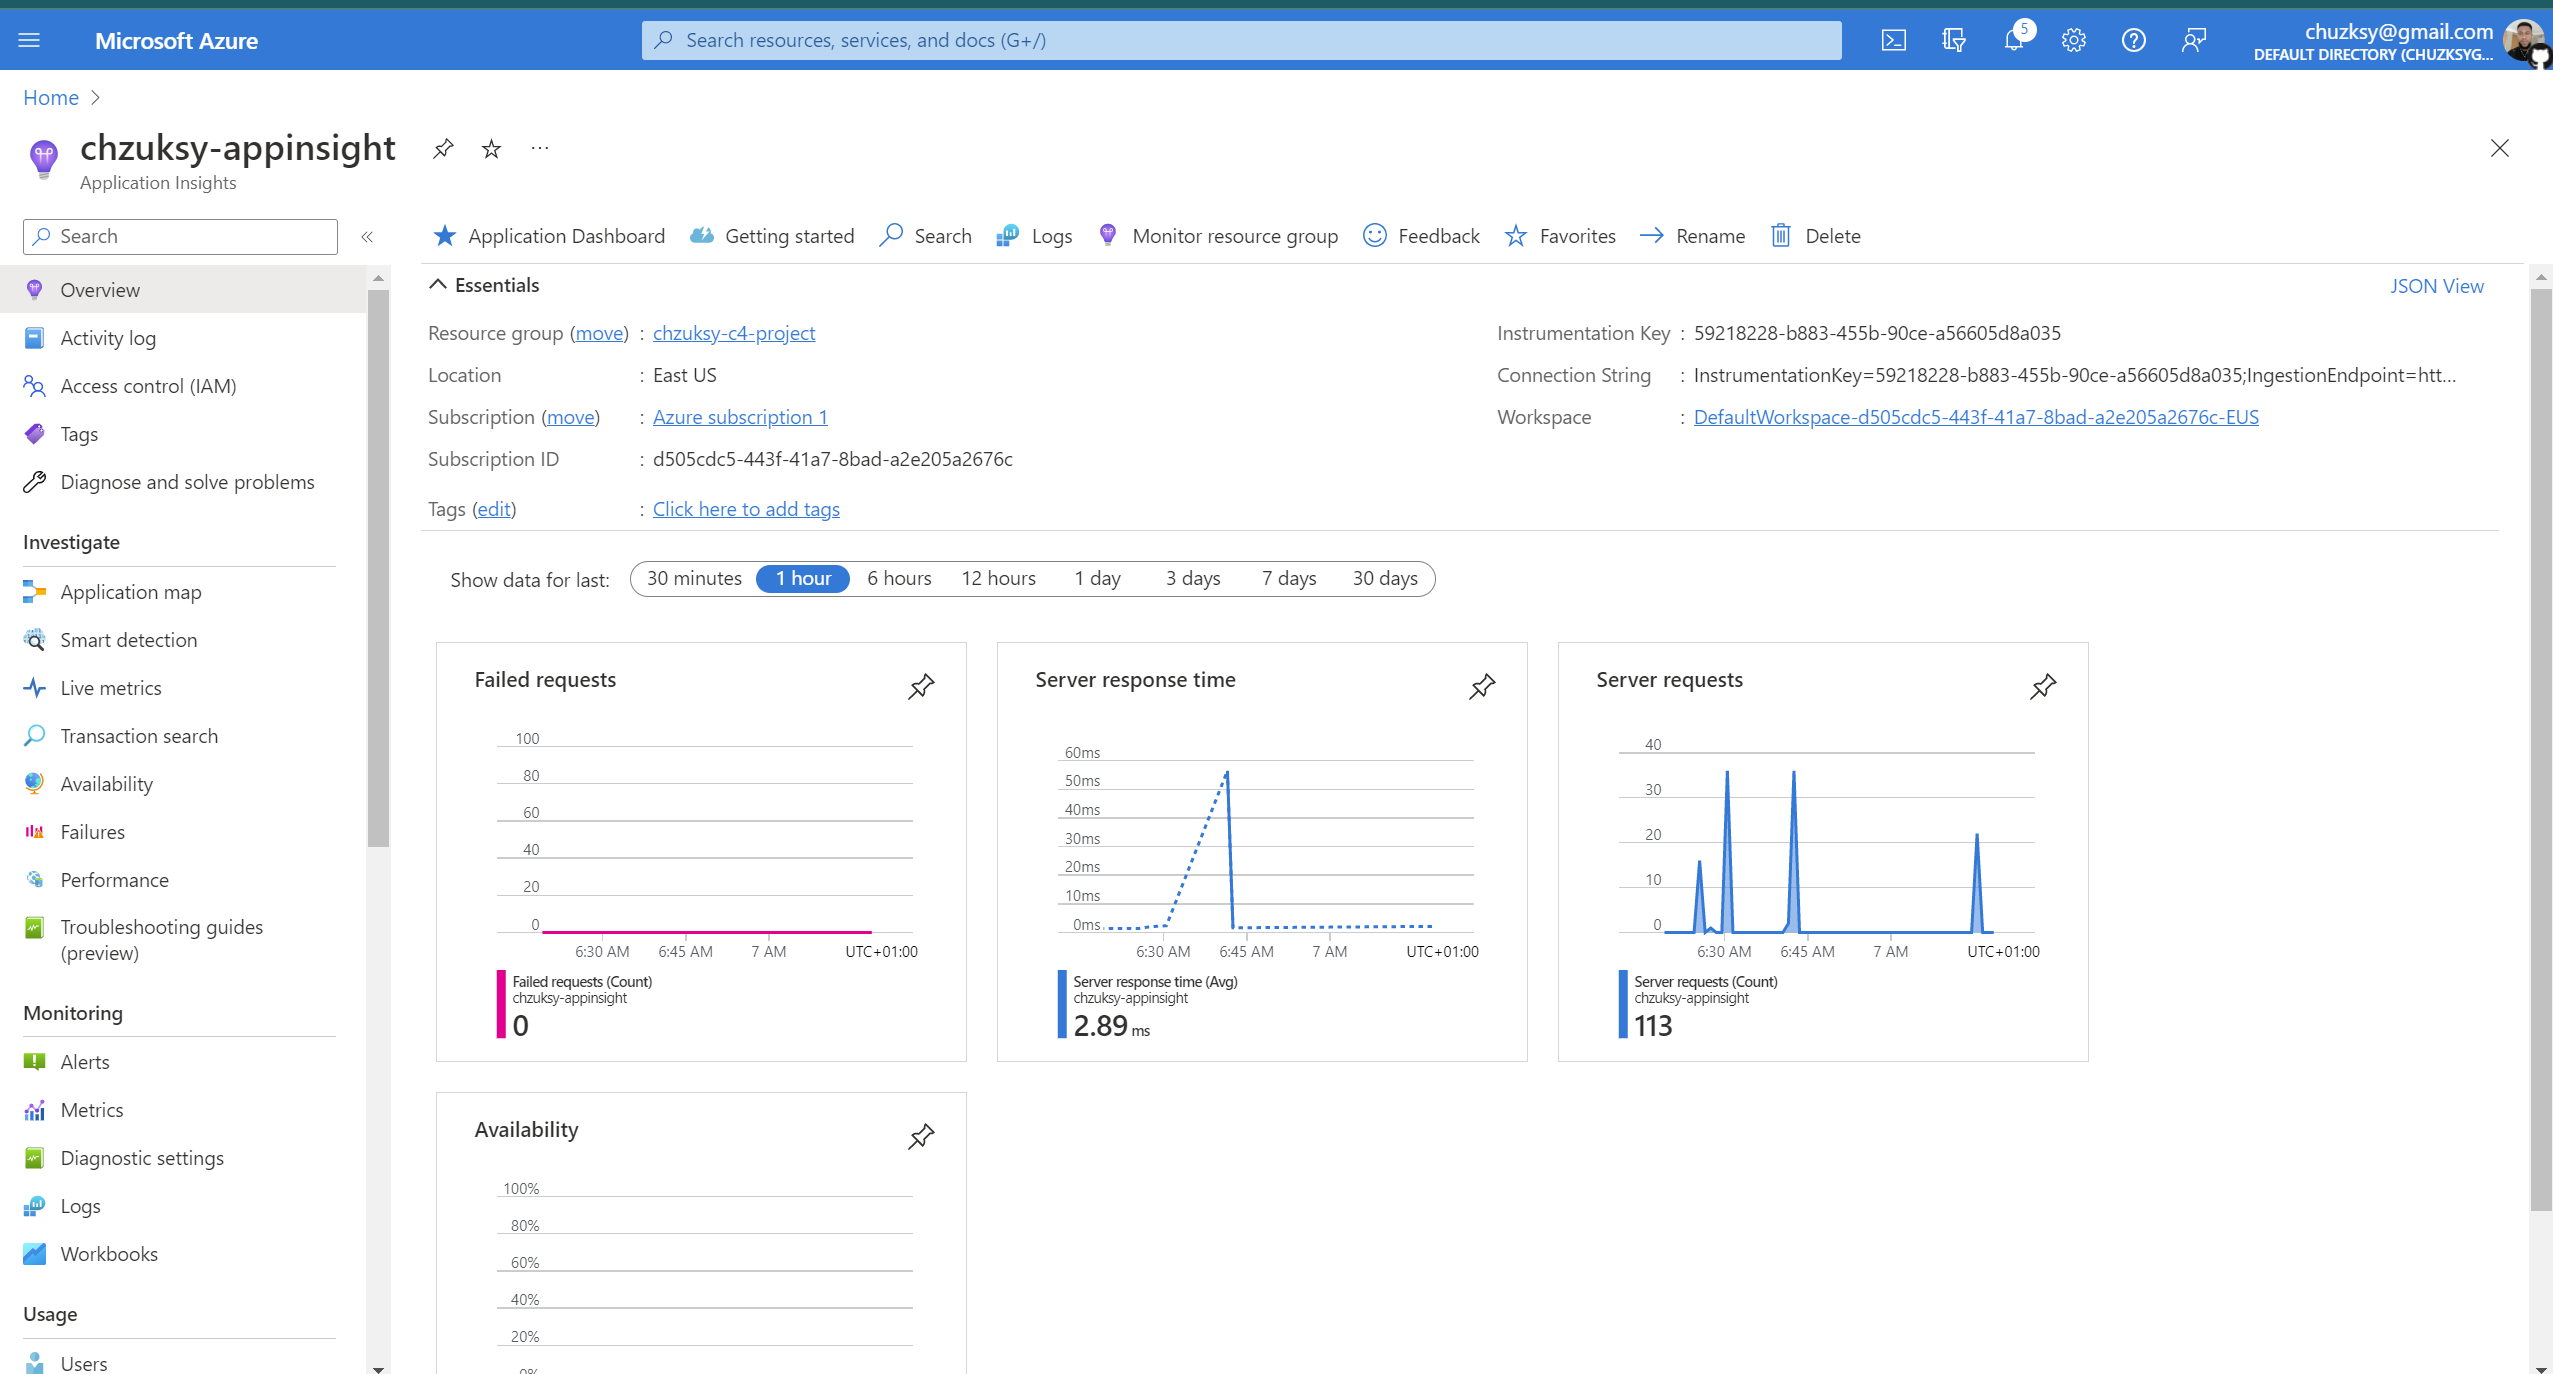 Microsoft Azure
Search resources, services, and docs (G+/)
5
chuzksy@gmail.com
DEFAULT DIRECTORY (CHUZKSYG...
Home
chzuksy-appinsight
...
Application Insights
Search
«
Application Dashboard
Getting started
Search
Logs
Monitor resource group
Feedback
Favorites
Rename
Delete
Overview
Activity log
Access control (IAM)
Tags
Diagnose and solve problems
Investigate
Application map
Smart detection
Live metrics
Transaction search
Availability
Failures
Performance
Troubleshooting guides
(preview)
Monitoring
Alerts
Metrics
Diagnostic settings
Logs
Workbooks
Usage
Users
Essentials
JSON View
Resource group (move) : chzuksy-c4-project
Location : East US
Subscription (move) : Azure subscription 1
Subscription ID : d505cdc5-443f-41a7-8bad-a2e205a2676c
Tags (edit) : Click here to add tags
Instrumentation Key : 59218228-b883-455b-90ce-a56605d8a035
Connection String : InstrumentationKey=59218228-b883-455b-90ce-a56605d8a035;IngestionEndpoint=htt...
Workspace : DefaultWorkspace-d505cdc5-443f-41a7-8bad-a2e205a2676c-EUS
Show data for last: 30 minutes 1 hour 6 hours 12 hours 1 day 3 days 7 days 30 days
Failed requests
100
80
60
40
20
0
6:30 AM 6:45 AM 7 AM UTC+01:00
Failed requests (Count)
chzuksy-appinsight
0
Server response time
60ms
50ms
40ms
30ms
20ms
10ms
0ms
6:30 AM 6:45 AM 7 AM UTC+01:00
Server response time (Avg)
chzuksy-appinsight
2.89 ms
Server requests
40
30
20
10
0
6:30 AM 6:45 AM 7 AM UTC+01:00
Server requests (Count)
chzuksy-appinsight
113
Availability
100%
80%
60%
40%
20%
0%